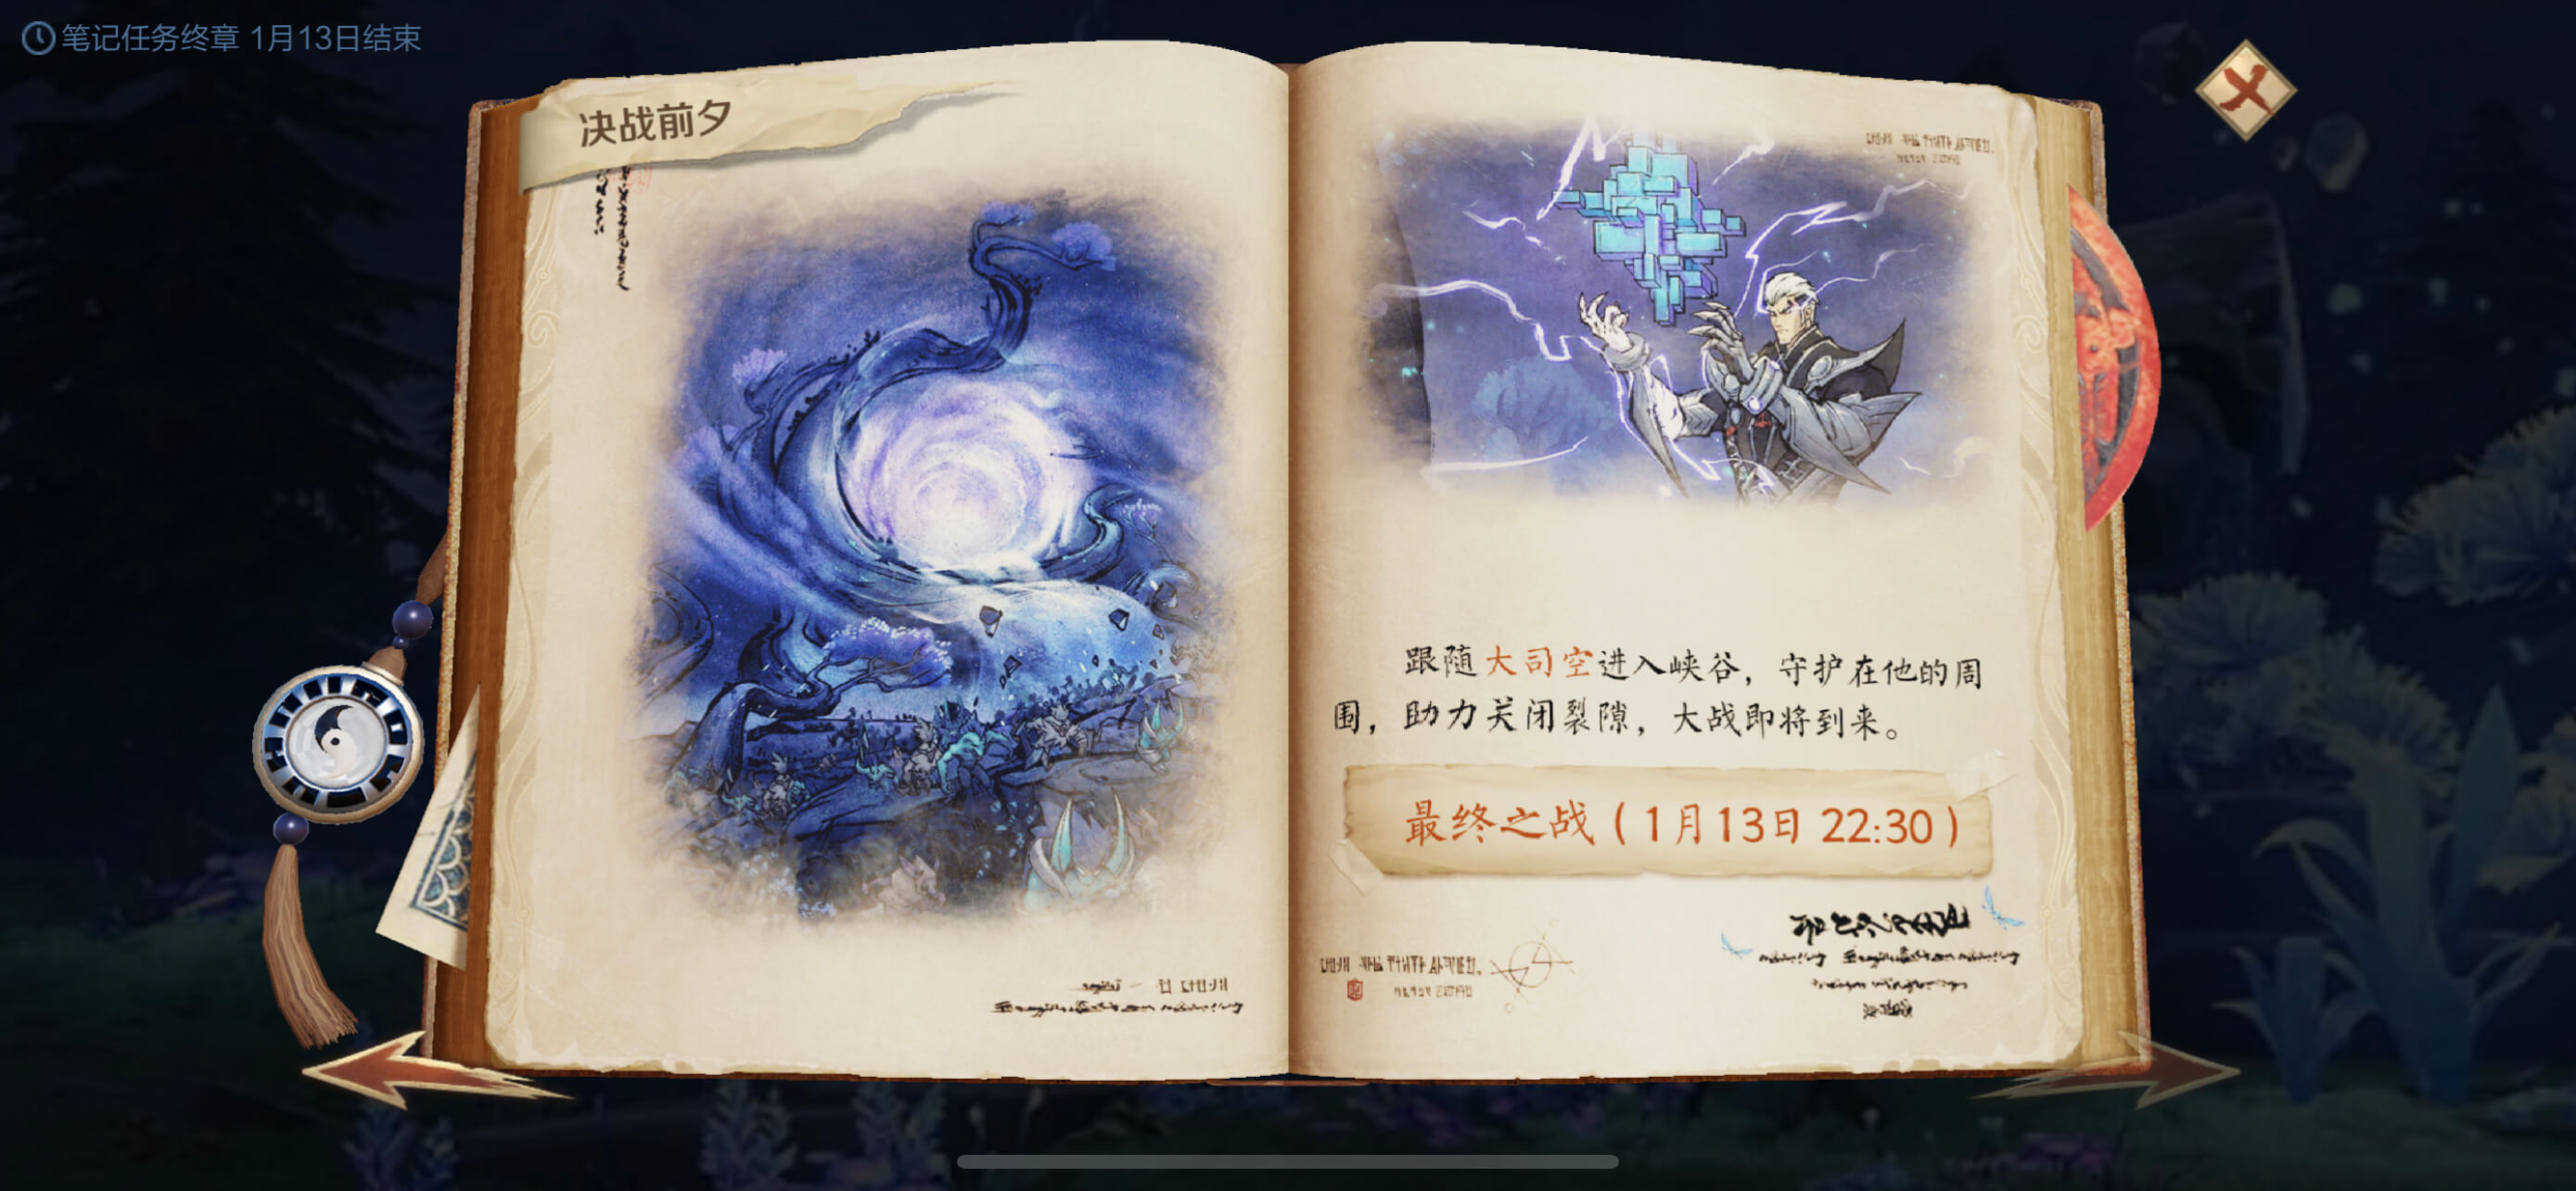 笔记任务终章 1月13日结束
决战前夕
跟随大司空进入峡谷，守护在他的周
围，助力关闭裂隙，大战即将到来。
最终之战（1月13日 22:30）